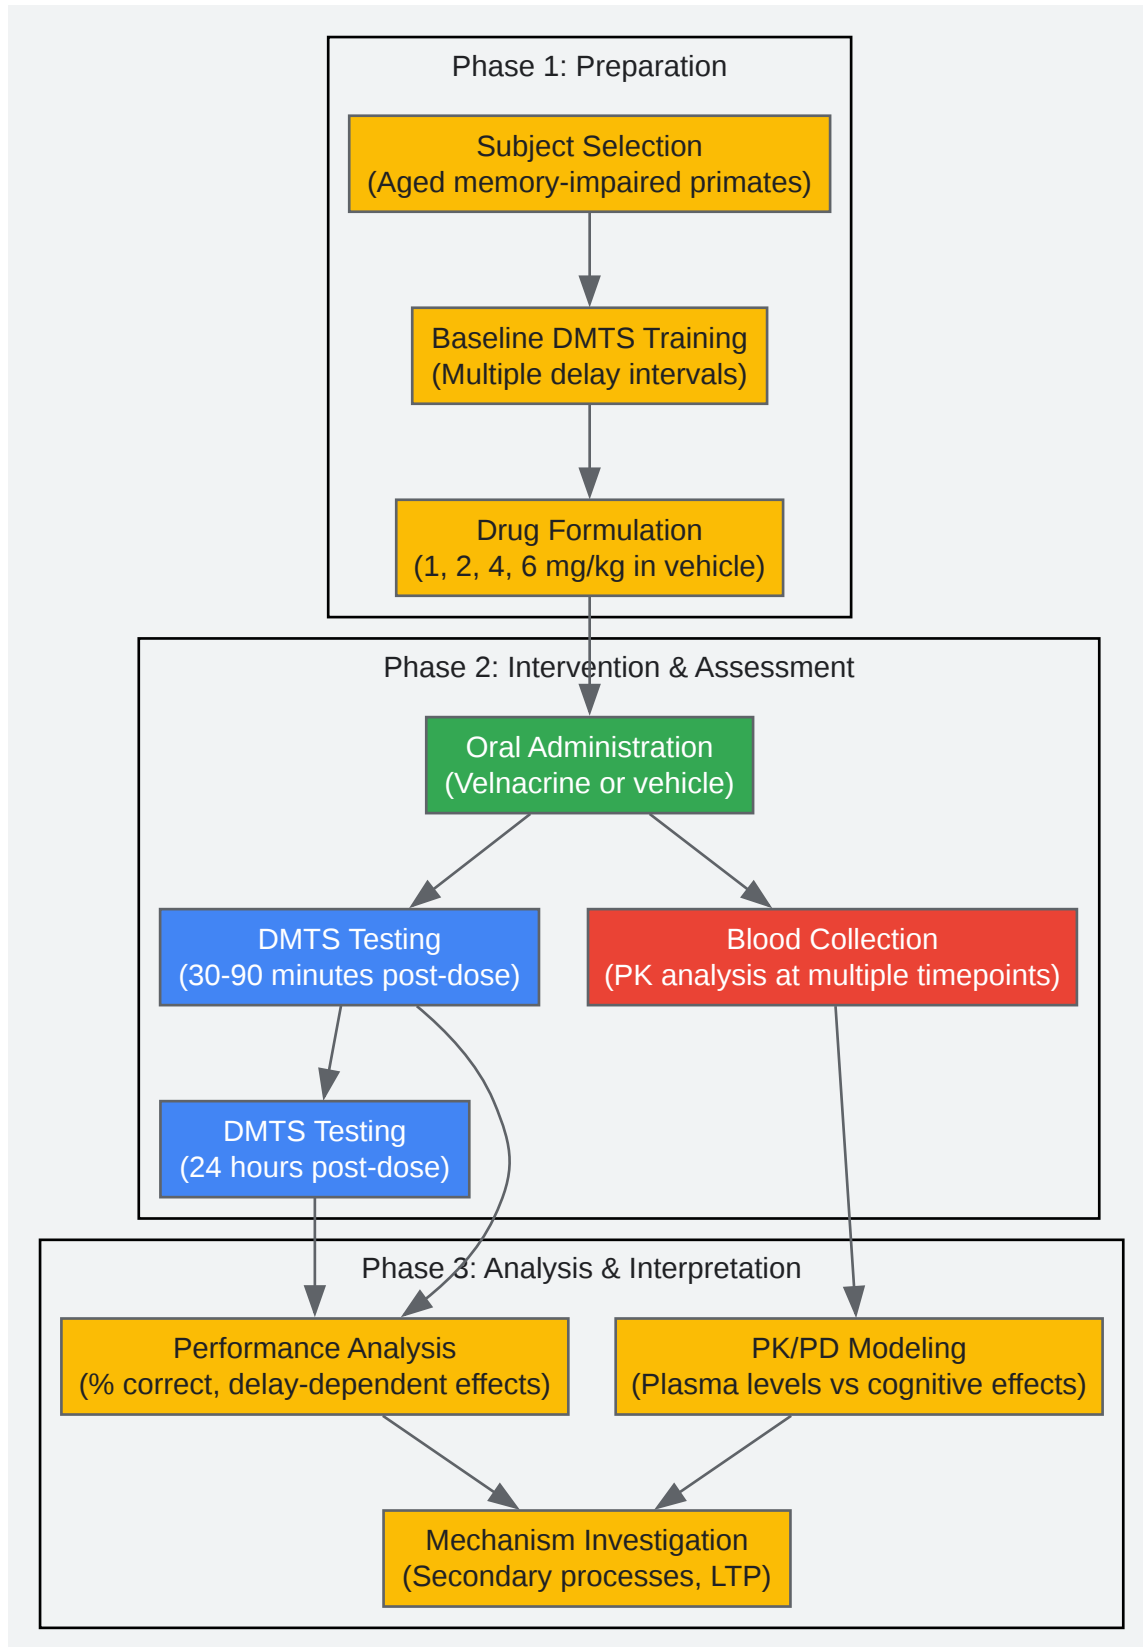 Phase 1: Preparation
Subject Selection
(Aged memory-impaired primates)
Baseline DMTS Training
(Multiple delay intervals)
Drug Formulation
(1, 2, 4, 6 mg/kg in vehicle)
Phase 2: Intervention & Assessment
Oral Administration
(Velnacrine or vehicle)
DMTS Testing
(30-90 minutes post-dose)
Blood Collection
(PK analysis at multiple timepoints)
DMTS Testing
(24 hours post-dose)
Phase 3: Analysis & Interpretation
Performance Analysis
(% correct, delay-dependent effects)
PK/PD Modeling
(Plasma levels vs cognitive effects)
Mechanism Investigation
(Secondary processes, LTP)